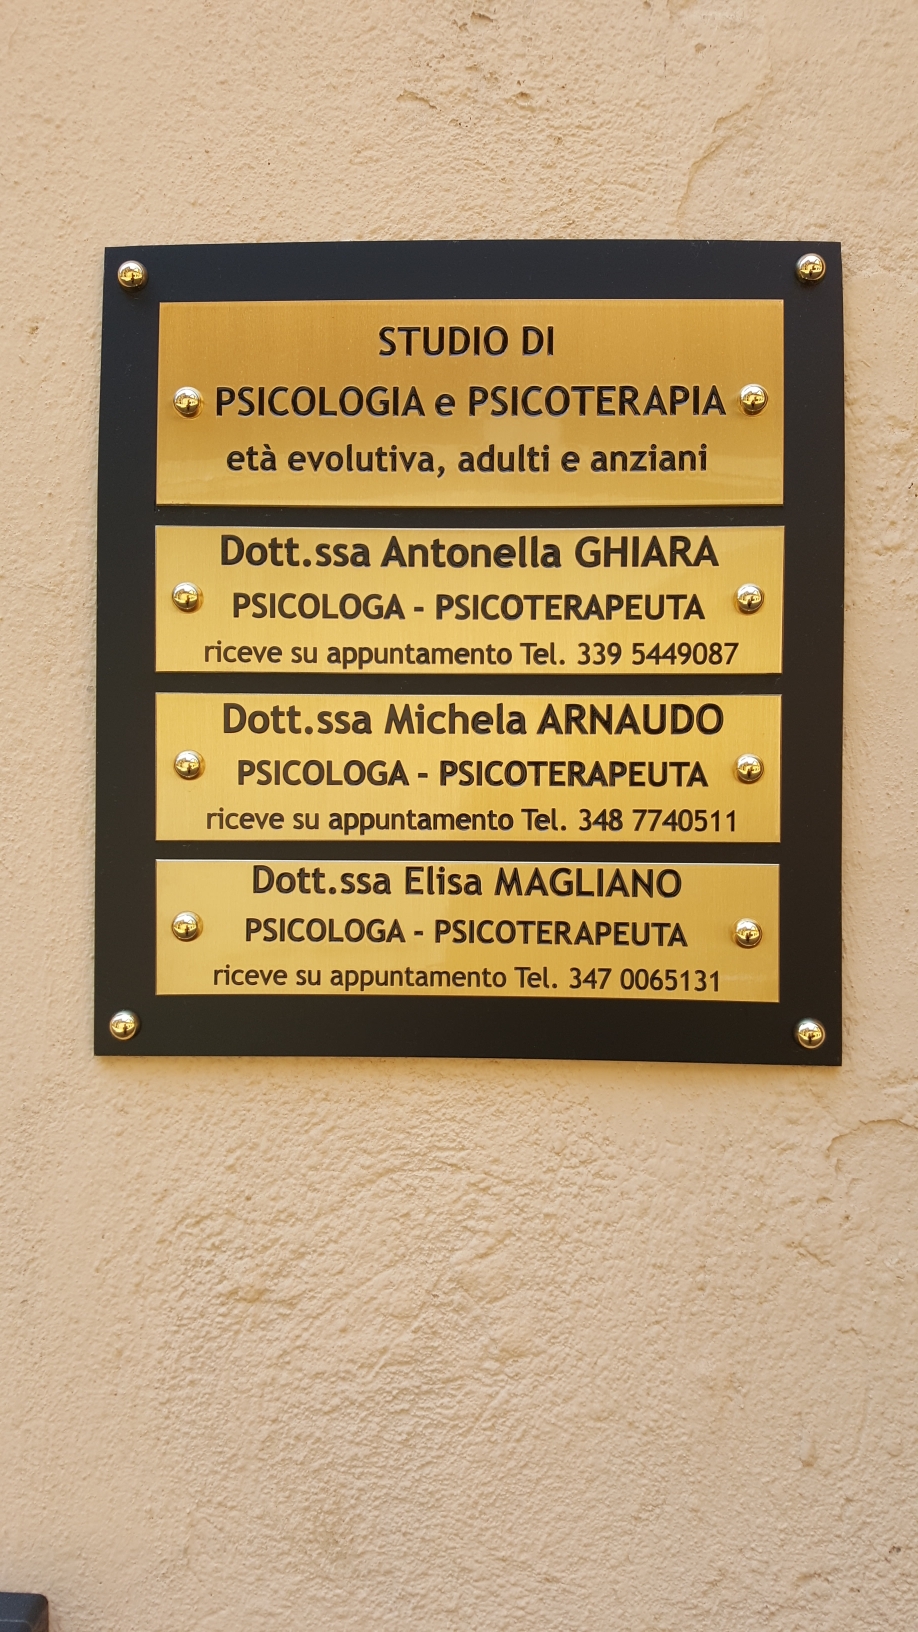 STUDIO DI
PSICOLOGIA e PSICOTERAPIA
età evolutiva, adulti e anziani
Dott.ssa Antonella GHIARA
PSICOLOGA - PSICOTERAPEUTA
riceve su appuntamento Tel. 339 5449087
Dott.ssa Michela ARNAUDO
PSICOLOGA - PSICOTERAPEUTA
riceve su appuntamento Tel. 348 7740511
Dott.ssa Elisa MAGLIANO
PSICOLOGA - PSICOTERAPEUTA
riceve su appuntamento Tel. 347 0065131